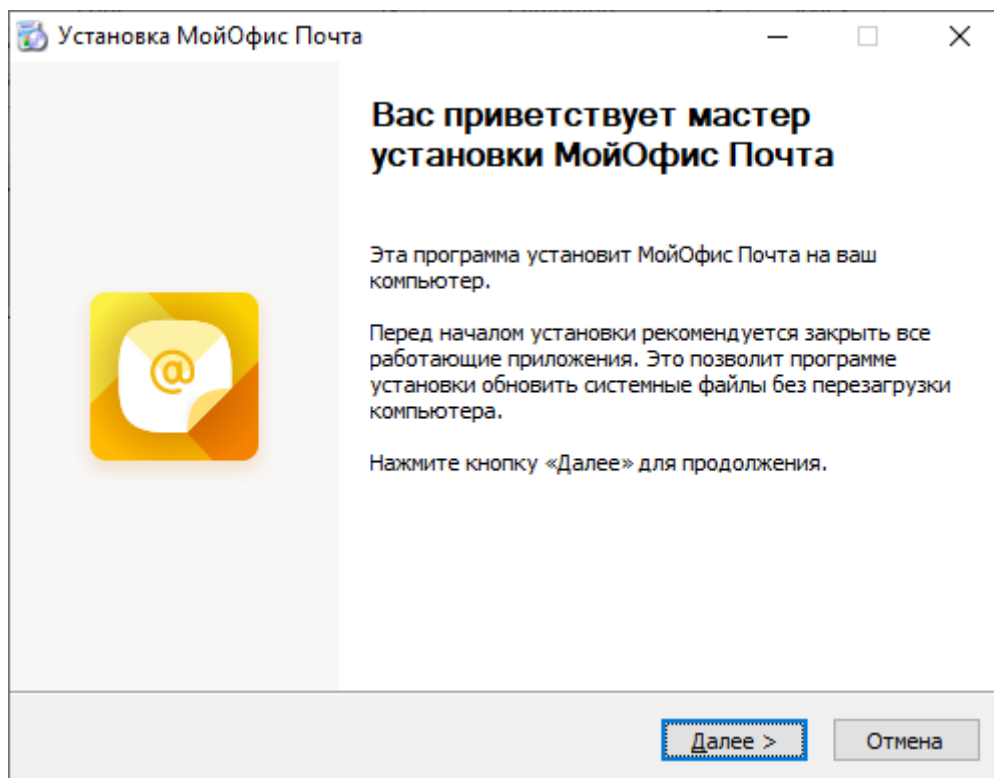 Установка МойОфис Почта
Вас приветствует мастер
установки МойОфис Почта
Эта программа установит МойОфис Почта на ваш
компьютер.
Перед началом установки рекомендуется закрыть все
работающие приложения. Это позволит программе
установки обновить системные файлы без перезагрузки
компьютера.
Нажмите кнопку «Далее» для продолжения.
@
Далее >
Отмена